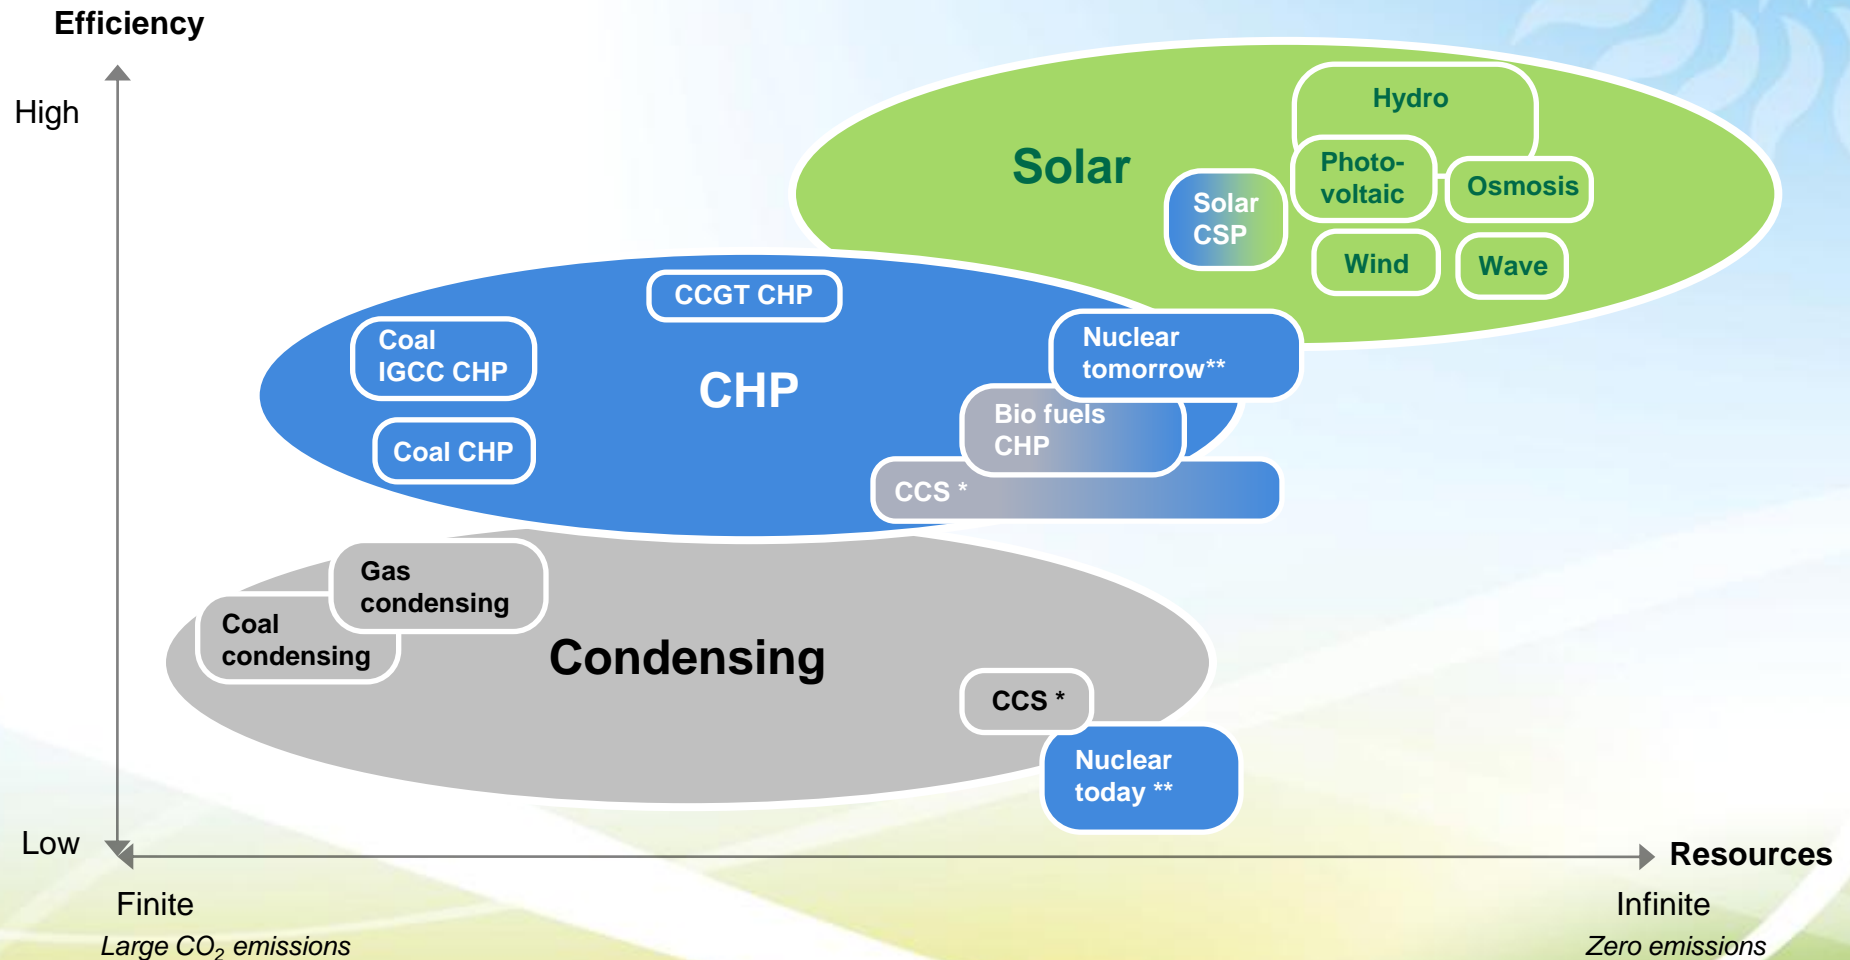 Efficiency
High
Hydro
Solar
Photo-
voltaic
Osmosis
Solar
CSP
Wind
Wave
CCGT CHP
Coal
IGCC CHP
Nuclear
tomorrow**
CHP
Bio fuels
CHP
Coal CHP
CCS *
Gas
condensing
Coal
condensing
Condensing
CCS *
Nuclear
today **
Low
Resources
Finite
Infinite
Large CO₂ emissions
Zero emissions